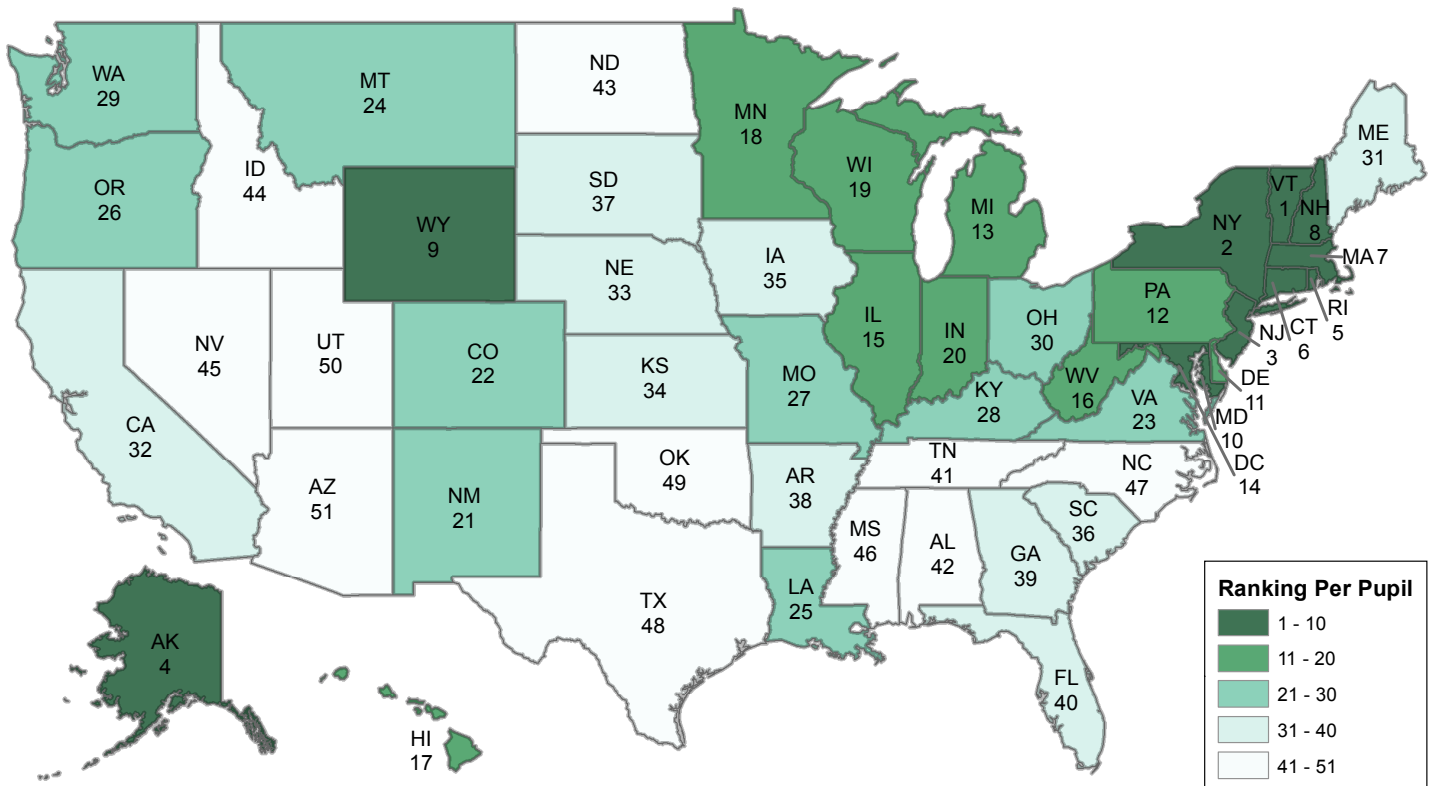 WA
29
OR
26
CA
32
ID
44
NV
45
MT
24
WY
9
UT
50
AZ
51
CO
22
NM
21
ND
43
SD
37
NE
33
KS
34
OK
49
TX
48
MN
18
IA
35
MO
27
AR
38
LA
25
WI
19
IL
15
MI
13
IN
20
OH
30
KY
28
TN
41
MS
46
AL
42
GA
39
FL
40
SC
36
NC
47
VA
23
WV
16
PA
12
NY
2
VT
1
NH
8
ME
31
MA 7
RI
5
CT
6
NJ
3
DE
11
MD
10
DC
14
AK
4
HI
17
Ranking Per Pupil
1 - 10
11 - 20
21 - 30
31 - 40
41 - 51